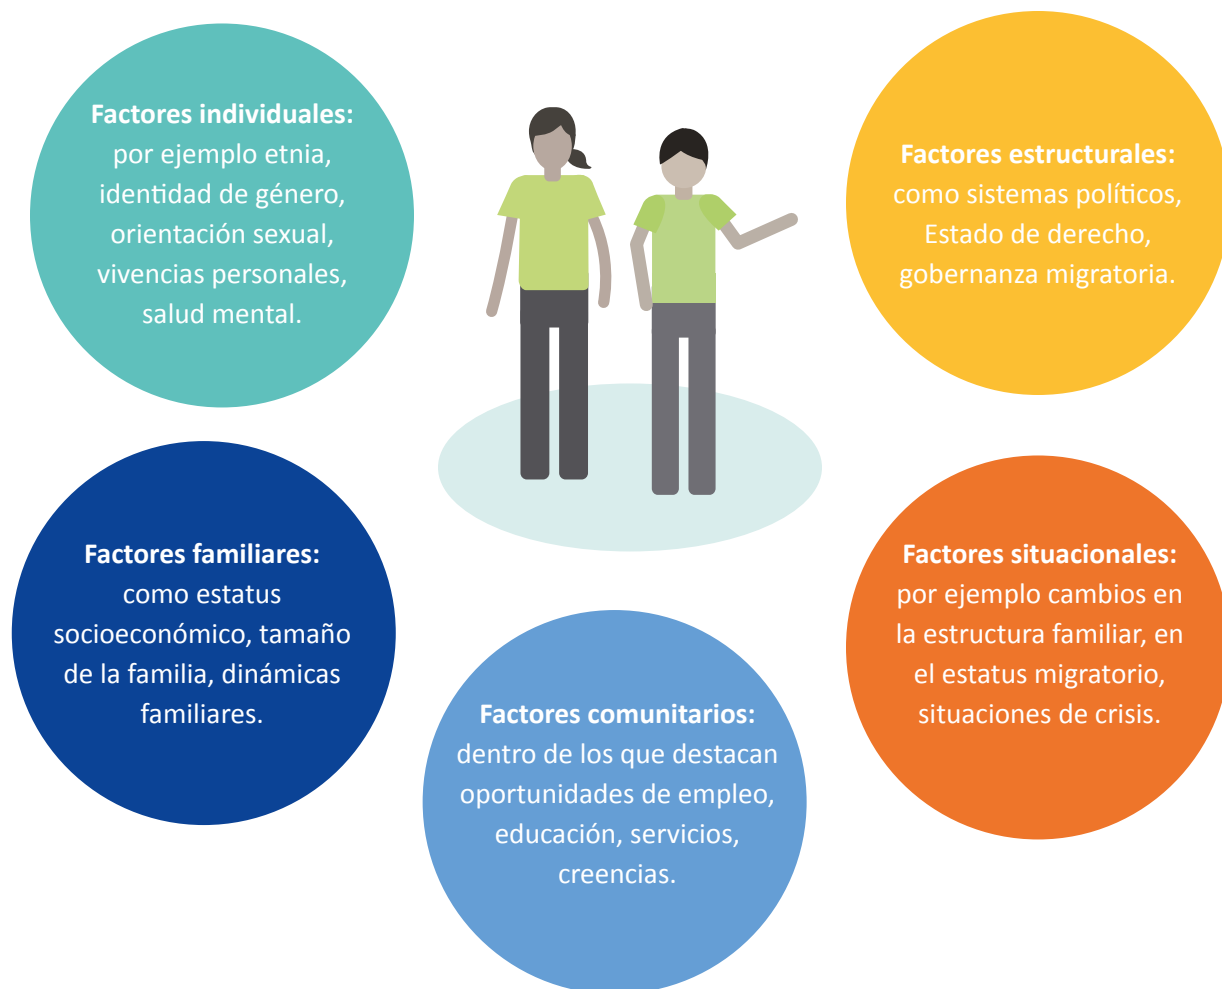 Factores individuales:
por ejemplo etnia,
identidad de género,
orientación sexual,
vivencias personales,
salud mental.
Factores estructurales:
como sistemas políticos,
Estado de derecho,
gobernanza migratoria.
Factores familiares:
como estatus
socioeconómico, tamaño
de la familia, dinámicas
familiares.
Factores situacionales:
por ejemplo cambios en
la estructura familiar, en
el estatus migratorio,
situaciones de crisis.
Factores comunitarios:
dentro de los que destacan
oportunidades de empleo,
educación, servicios,
creencias.